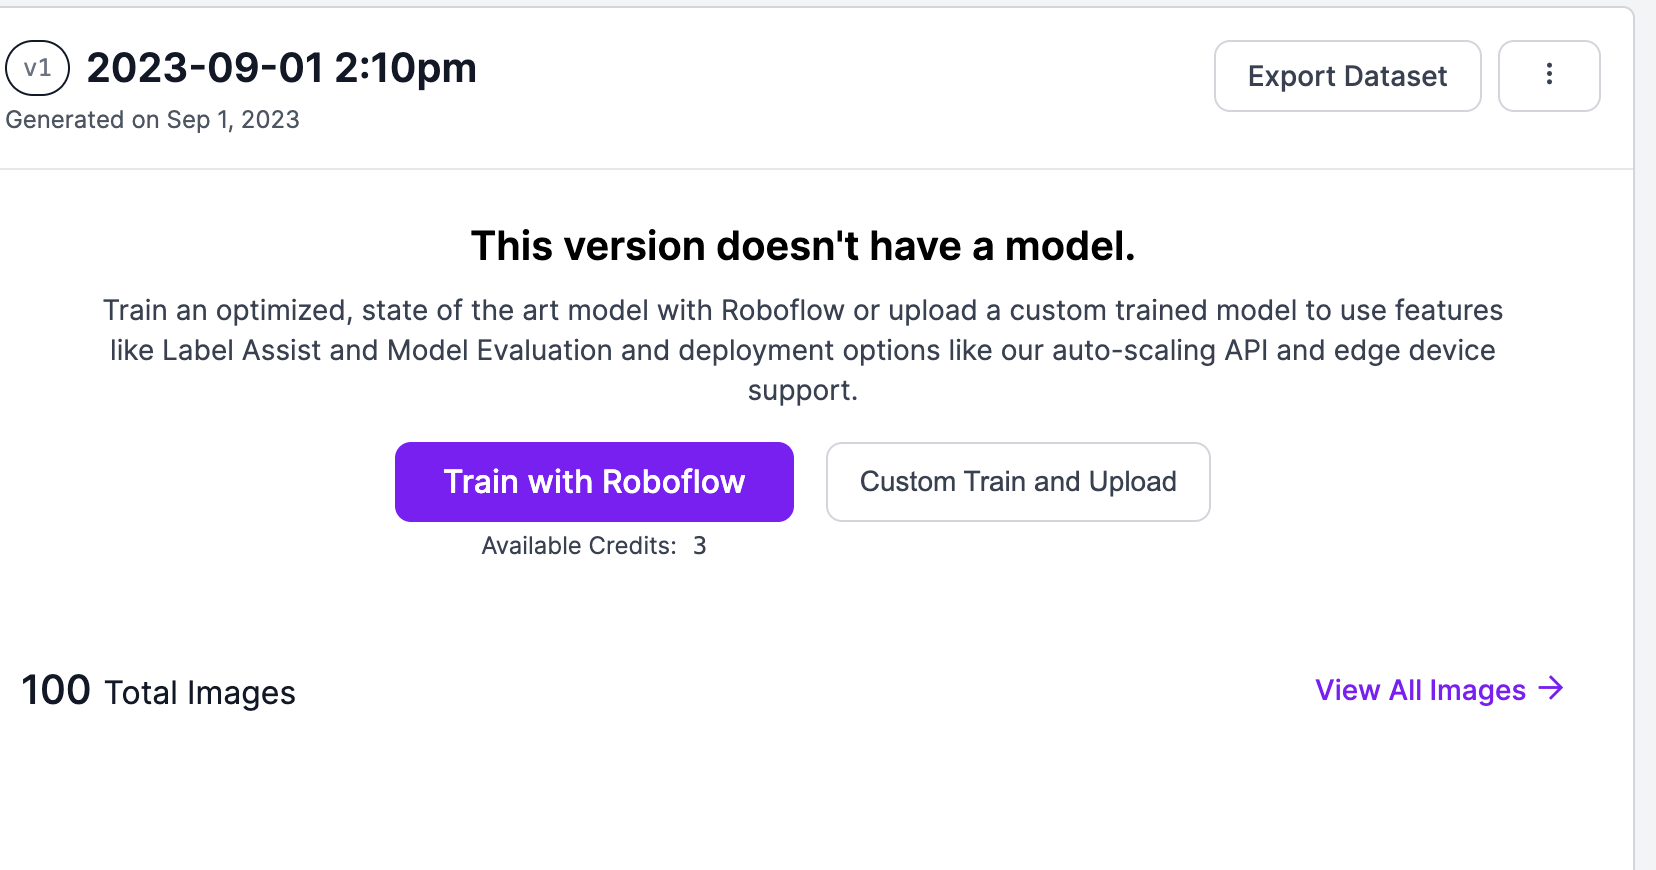 v1 2023-09-01 2:10pm
Generated on Sep 1, 2023
Export Dataset
This version doesn't have a model.
Train an optimized, state of the art model with Roboflow or upload a custom trained model to use features
like Label Assist and Model Evaluation and deployment options like our auto-scaling API and edge device
support.
Train with Roboflow
Custom Train and Upload
Available Credits: 3
100 Total Images
View All Images →